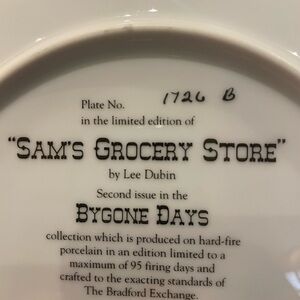 Plate No. 1726 B
in the limited edition of
"SAM'S GROCERY STORE"
by Lee Dubin
Second issue in the
BYGONE DAYS
collection which is produced on hard-fire
porcelain in an edition limited to a
maximum of 95 firing days and
crafted to the exacting standards of
The Bradford Exchange.